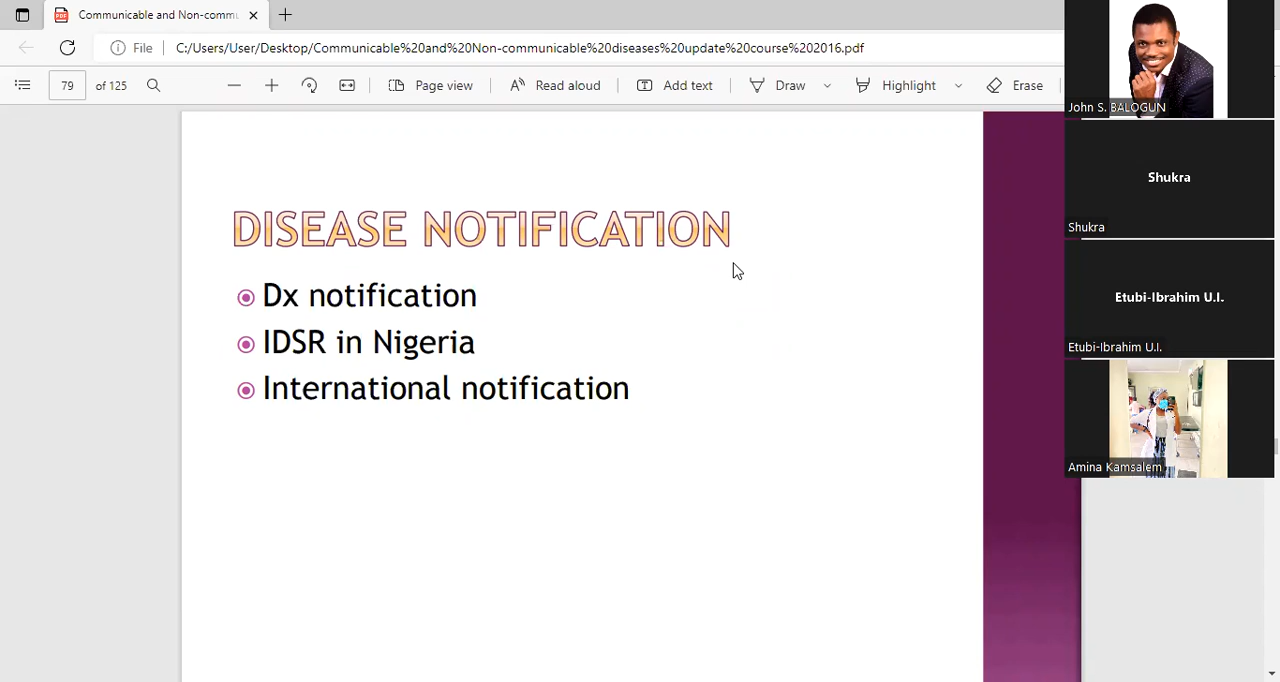 Communicable and Non-commu
File
C:/Users/User/Desktop/Communicable%20and%20Non-communicable%20diseases%20update%20course%202016.pdf
79 of 125
Page view
Read aloud
Add text
Draw
Highlight
Erase
DISEASE NOTIFICATION
Dx notification
IDSR in Nigeria
International notification
John S. BALOGUN
Shukra
Shukra
Etubi-Ibrahim U.I.
Etubi-Ibrahim U.I.
Amina Kamsalem